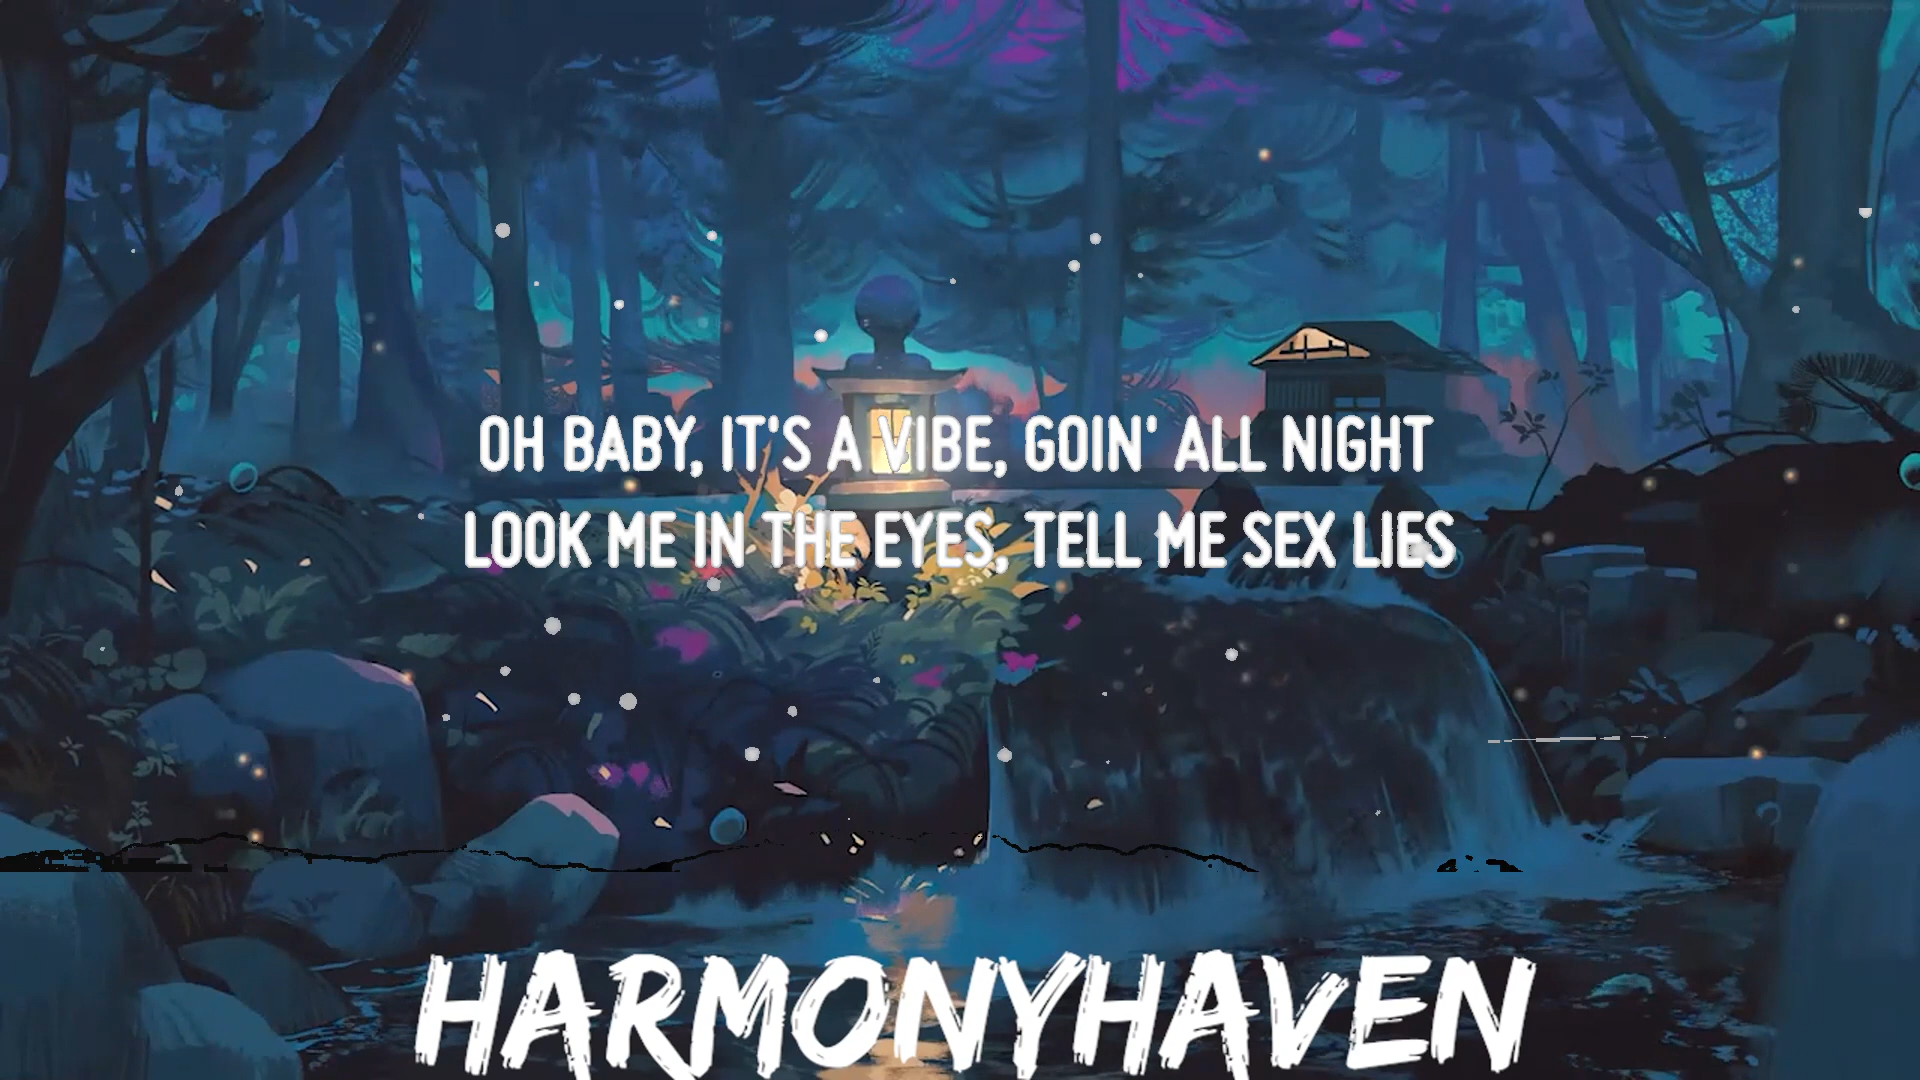 OH BABY, IT'S A VIBE, GOIN' ALL NIGHT
LOOK ME IN THE EYES, TELL ME SEX LIES
HARMONYHAVEN